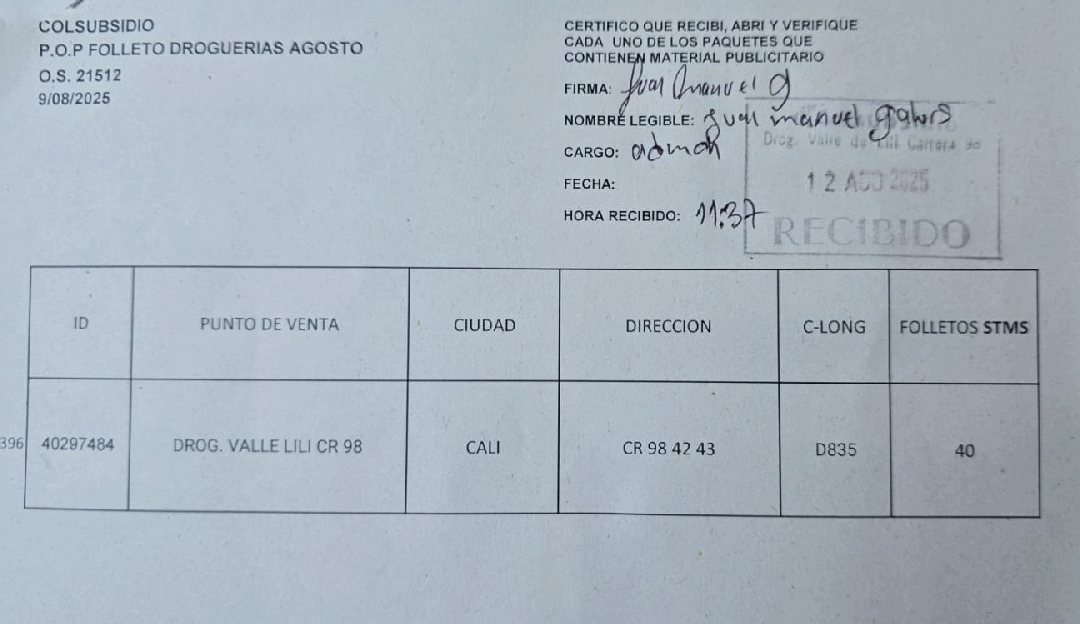 COLSUBSIDIO
P.O.P FOLLETO DROGUERIAS AGOSTO
O.S. 21512
9/08/2025
CERTIFICO QUE RECIBI, ABRI Y VERIFIQUE
CADA UNO DE LOS PAQUETES QUE
CONTIENEN MATERIAL PUBLICITARIO
FIRMA: Juan Manuel g
NOMBRE LEGIBLE: Juan manuel
CARGO:
FECHA:
HORA RECIBIDO: 11:37
Drog. Valle de Lili Carrera 98
12 AGO 2025
RECIBIDO
ID PUNTO DE VENTA CIUDAD DIRECCION C-LONG FOLLETOS STMS
396 40297484 DROG. VALLE LILI CR 98 CALI CR 98 42 43 D835 40